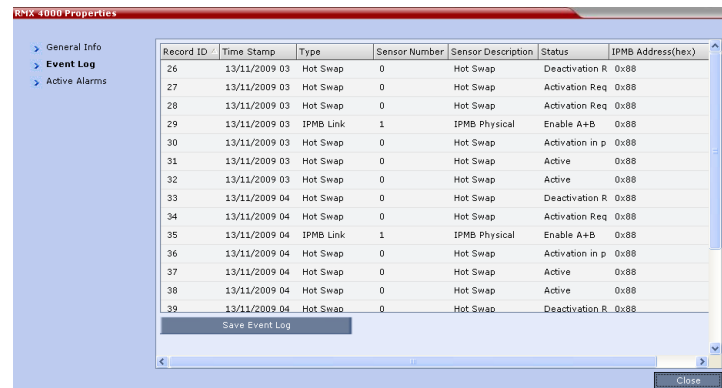 RMX 4000 Properties
General Info
Event Log
Active Alarms
Record ID Time Stamp Type Sensor Number Sensor Description Status IPMB Address(hex)
26 13/11/2009 03 Hot Swap 0 Hot Swap Deactivation R 0x88
27 13/11/2009 03 Hot Swap 0 Hot Swap Activation Req 0x88
28 13/11/2009 03 Hot Swap 0 Hot Swap Activation Req 0x88
29 13/11/2009 03 IPMB Link 1 IPMB Physical Enable A+B 0x88
30 13/11/2009 03 Hot Swap 0 Hot Swap Activation in p 0x88
31 13/11/2009 03 Hot Swap 0 Hot Swap Active 0x88
32 13/11/2009 03 Hot Swap 0 Hot Swap Active 0x88
33 13/11/2009 04 Hot Swap 0 Hot Swap Deactivation R 0x88
34 13/11/2009 04 Hot Swap 0 Hot Swap Activation Req 0x88
35 13/11/2009 04 IPMB Link 1 IPMB Physical Enable A+B 0x88
36 13/11/2009 04 Hot Swap 0 Hot Swap Activation in p 0x88
37 13/11/2009 04 Hot Swap 0 Hot Swap Active 0x88
38 13/11/2009 04 Hot Swap 0 Hot Swap Active 0x88
39 13/11/2009 04 Hot Swap 0 Hot Swap Deactivation R 0x88
Save Event Log
Close